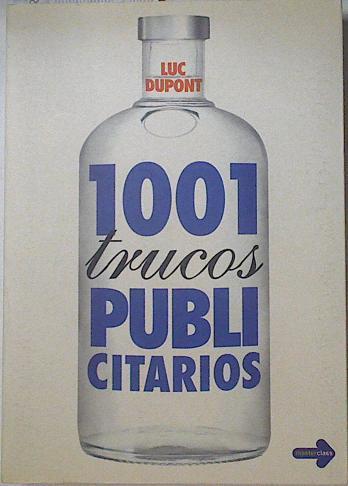 LUC
DUPONT
1001
trucos
PUBLI
CITARIOS
masterclass